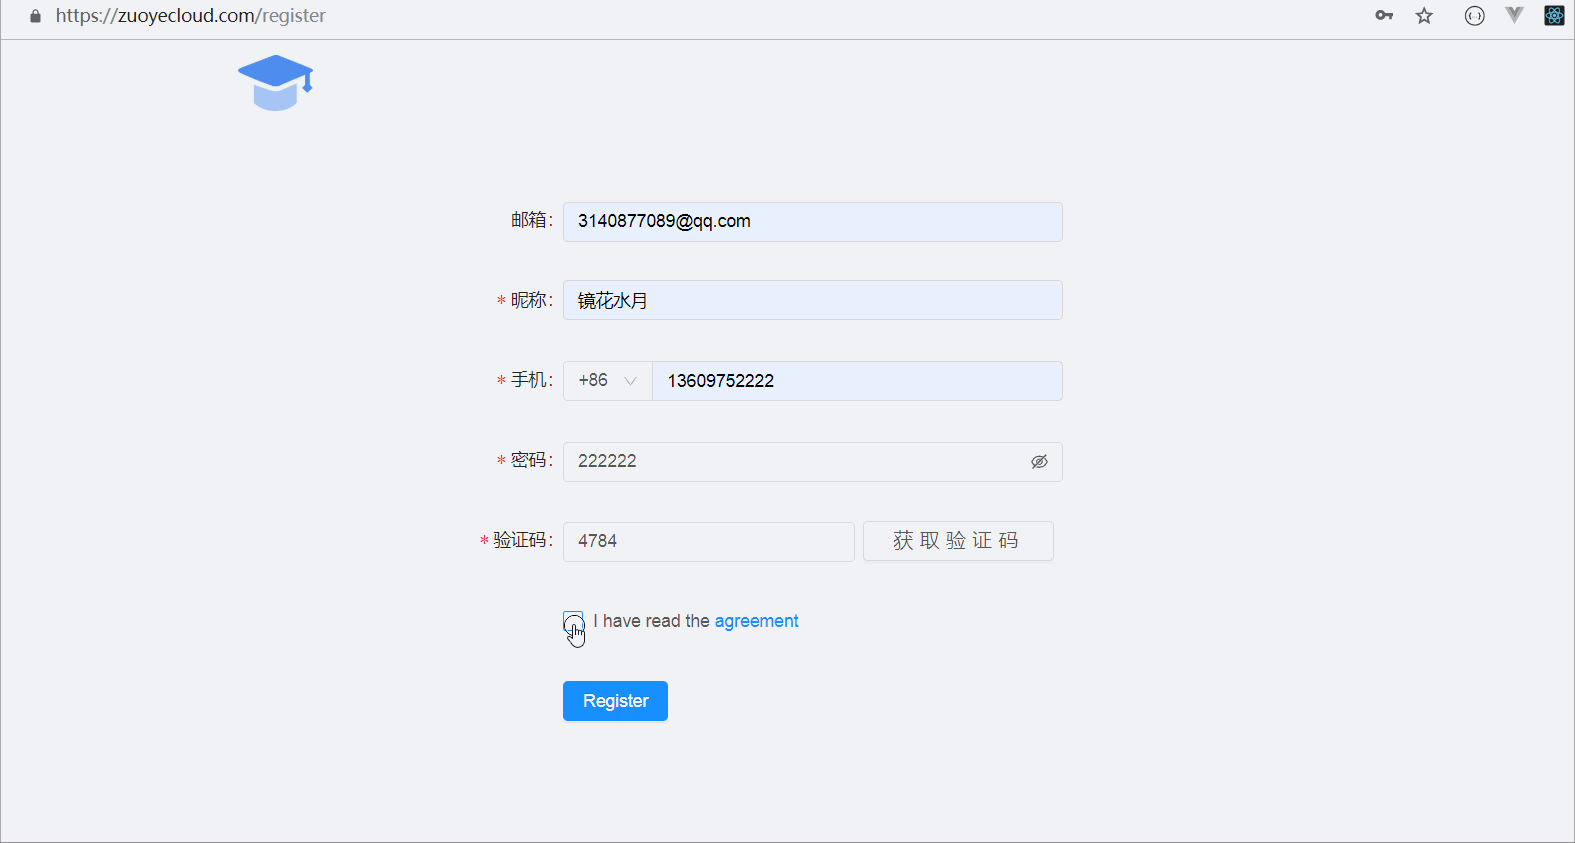 https://zuoyecloud.com/register
邮箱: 3140877089@qq.com
* 昵称: 镜花水月
* 手机: +86 13609752222
* 密码: 222222
* 验证码: 4784 获取验证码
I have read the agreement
Register